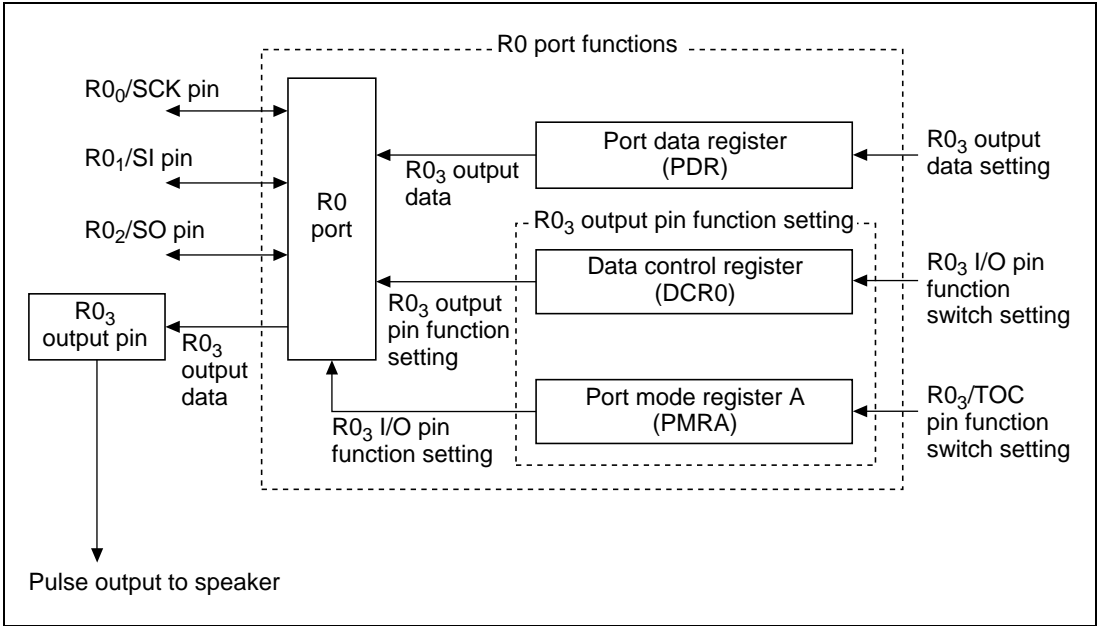 R0 port functions
R0₀/SCK pin
R0₁/SI pin
R0₂/SO pin
R0₃
output pin
R0₃
output
data
Pulse output to speaker
R0
port
R0₃ output
data
Port data register
(PDR)
R0₃ output
data setting
R0₃ output pin function setting
R0₃ output
pin function
setting
Data control register
(DCR0)
R0₃ I/O pin
function
switch setting
R0₃ I/O pin
function setting
Port mode register A
(PMRA)
R0₃/TOC
pin function
switch setting